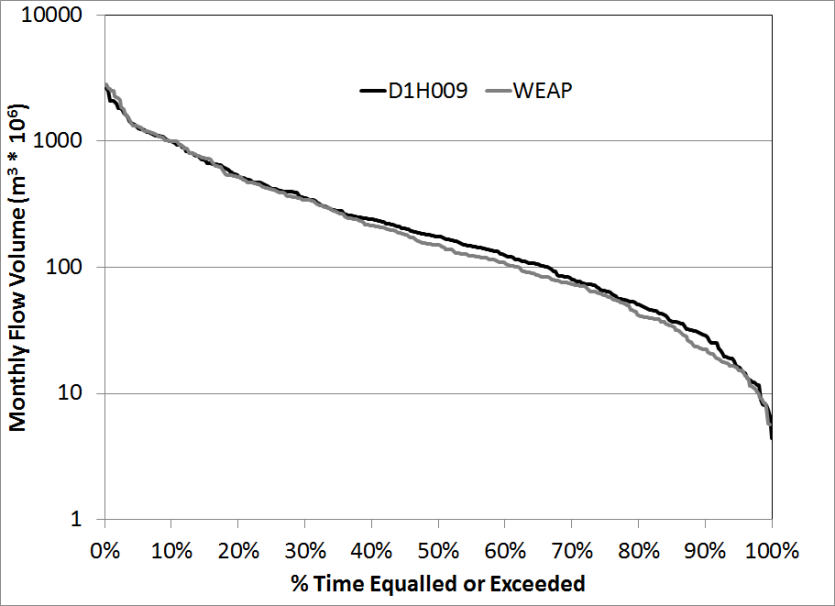 10000
1000
100
10
1
Monthly Flow Volume (m³ * 10⁶)
D1H009 WEAP
0% 10% 20% 30% 40% 50% 60% 70% 80% 90% 100%
% Time Equalled or Exceeded